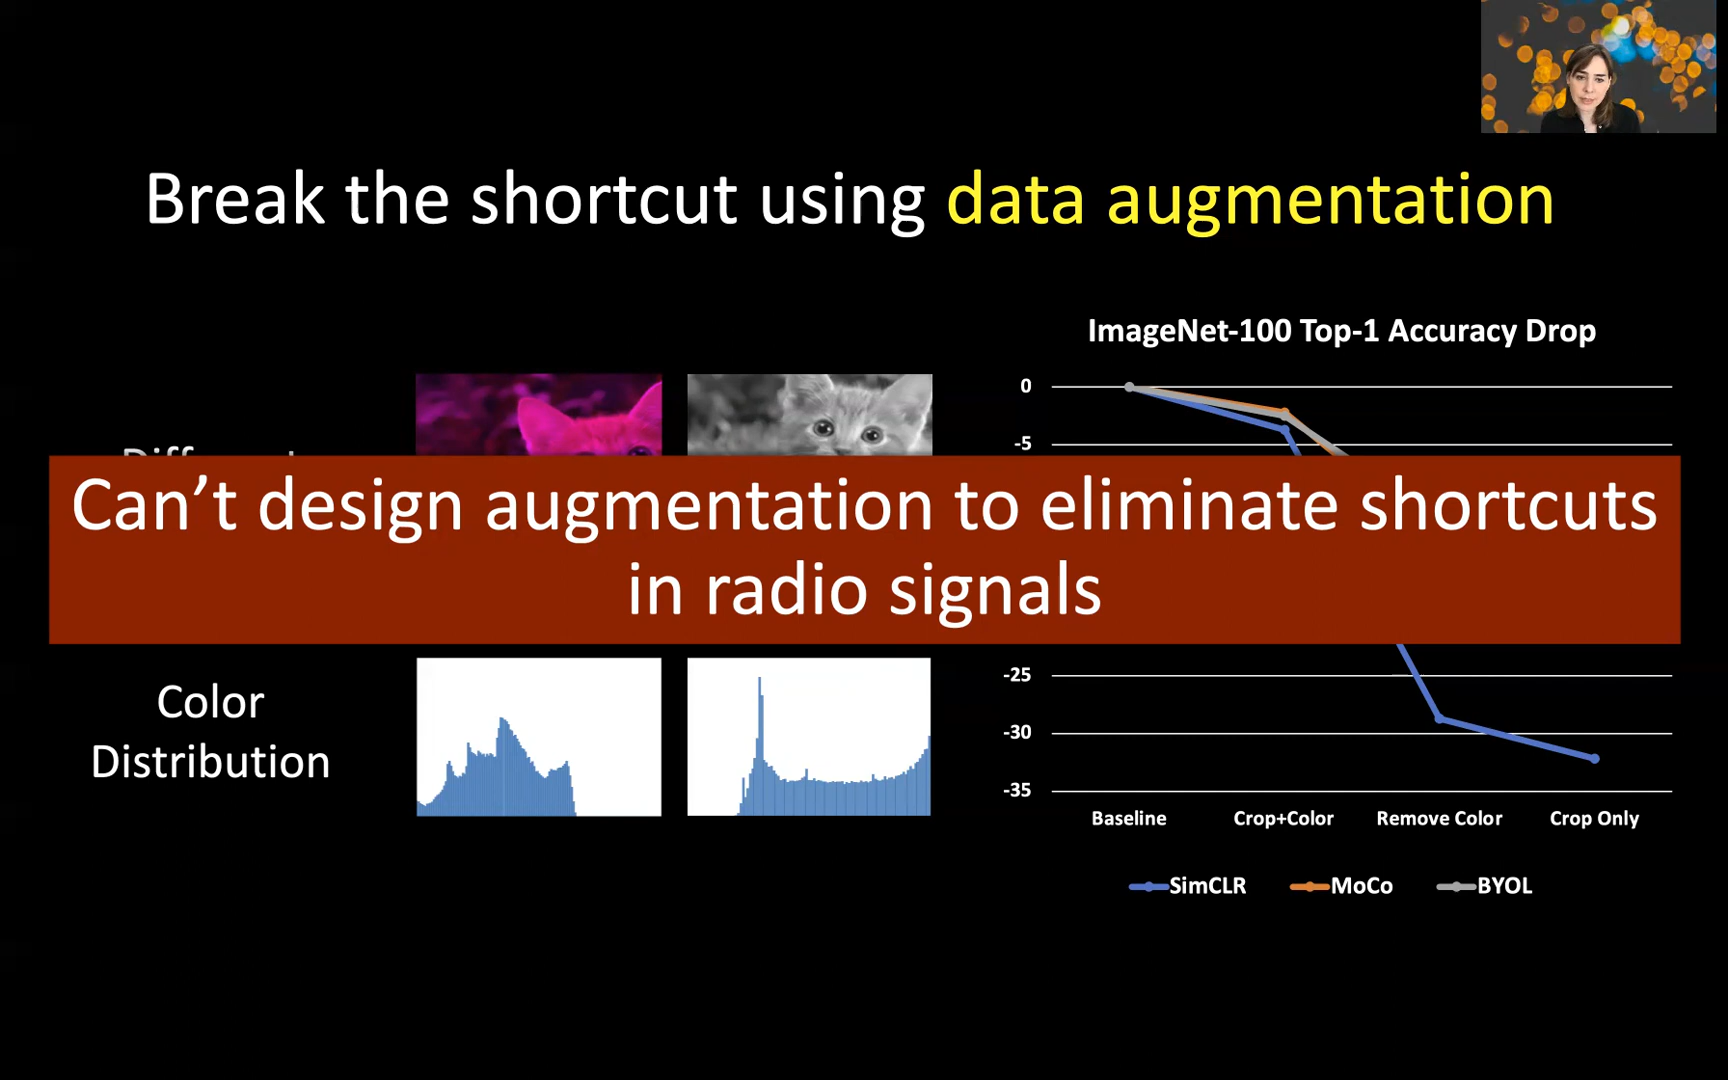 Break the shortcut using data augmentation
ImageNet-100 Top-1 Accuracy Drop
0
-5
Can't design augmentation to eliminate shortcuts
in radio signals
Color
Distribution
-25
-30
-35
Baseline
Crop+Color
Remove Color
Crop Only
SimCLR
MoCo
BYOL